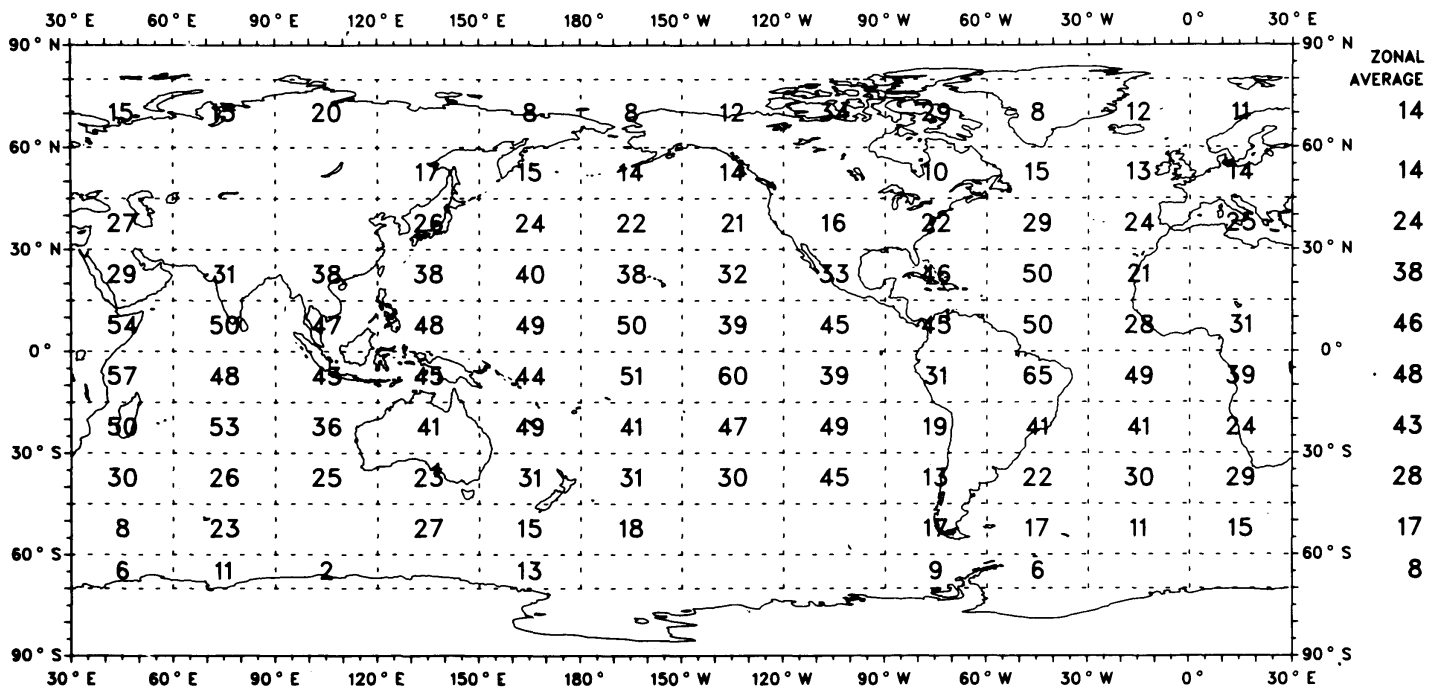 30° E 60° E 90° E 120° E 150° E 180° 150° W 120° W 90° W 60° W 30° W 0° 30° E
90° N 90° N
ZONAL
AVERAGE
15 15 20 8 8 12 29 8 12 11 14
60° N 60° N
17 15 14 14 10 15 13 14 14
27 26 24 22 21 16 22 29 24 25 24
30° N 30° N
29 31 38 38 40 38 32 33 46 50 21 38
54 50 47 48 49 50 39 45 45 50 28 31 46
0° 0°
57 48 45 45 44 51 60 39 31 65 49 39 48
50 53 36 41 49 41 47 49 19 41 41 24 43
30° S 30° S
30 26 25 23 31 31 30 45 13 22 30 29 28
8 23 27 15 18 17 17 11 15 17
60° S 60° S
6 11 2 13 9 6 8
90° S 90° S
30° E 60° E 90° E 120° E 150° E 180° 150° W 120° W 90° W 60° W 30° W 0° 30° E